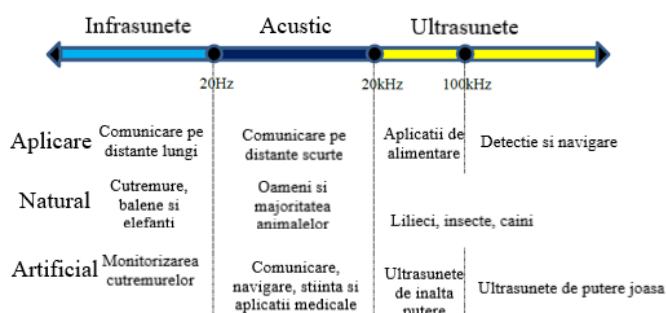 Infrasunete Acustic Ultrasunete
20Hz 20kHz 100kHz
Aplicare
Comunicare pe
distante lungi
Comunicare pe
distante scurte
Aplicatii de
alimentare
Detectie si navigare
Natural
Cutremure,
balene si
elefanti
Oameni si
majoritatea
animalelor
Lilieci, insecte, caini
Artificial
Monitorizarea
cutremurelor
Comunicare,
navigare, stiinta si
aplicatii medicale
Ultrasunete
de inalta
putere
Ultrasunete de putere joasa